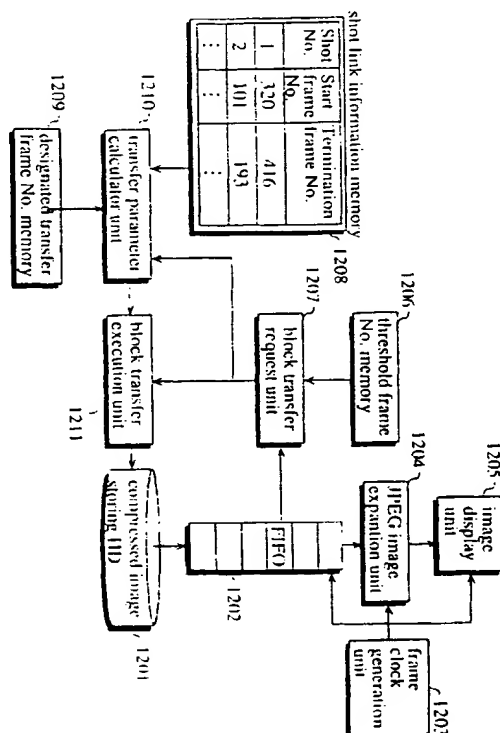 1205
image
display
unit
1204
JPEG image
expantion unit
frame
clock
generation
unit
1203
FIFO
1202
compressed image
storing HD
1201
1206
threshold frame
No. memory
1207
block transfer
request unit
block transfer
execution unit
1211
shot link information memory
Shot No. Start frame No. Termination frame No.
1 320 416
2 101 193
⋮ ⋮ ⋮
1208
1210
transfer parameter
calculator unit
1209
designated transfer
frame No. memory